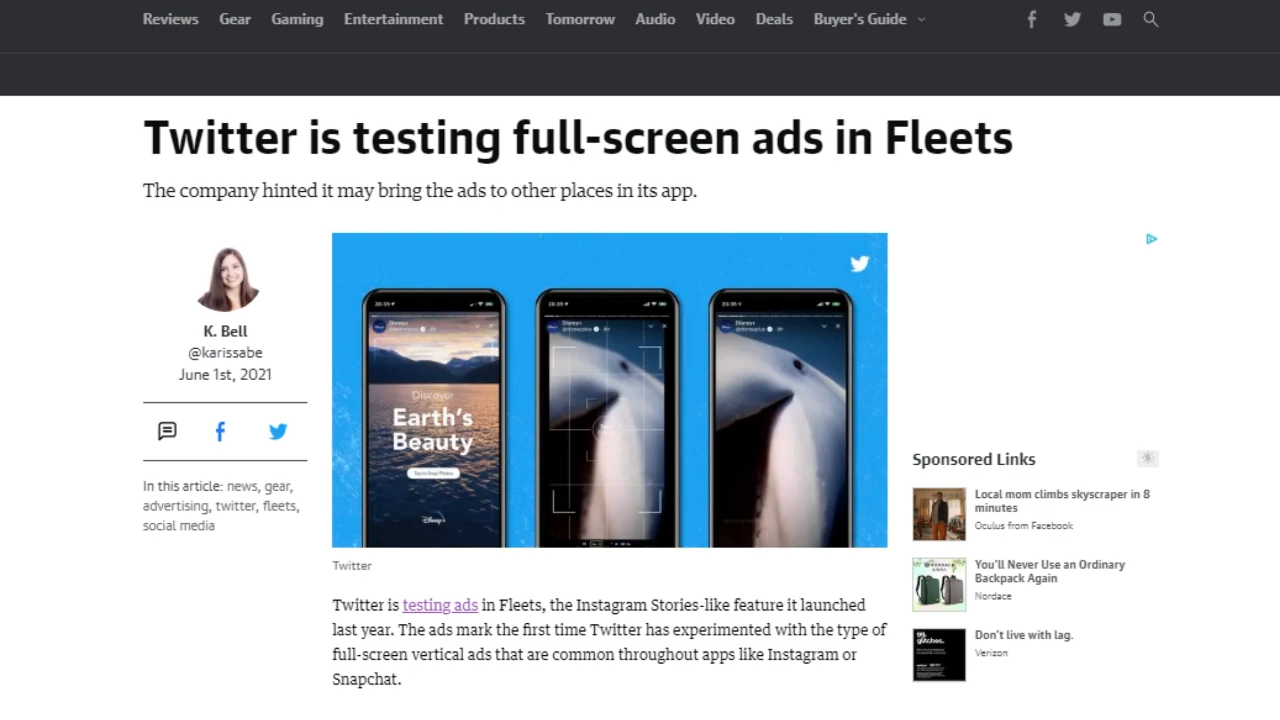 Reviews Gear Gaming Entertainment Products Tomorrow Audio Video Deals Buyer's Guide
Twitter is testing full-screen ads in Fleets
The company hinted it may bring the ads to other places in its app.
K. Bell
@karissabe
June 1st, 2021
In this article: news, gear,
advertising, twitter, fleets,
social media
Disney+
Discover
Earth's
Beauty
Disney+
Disney+
Disney+
Twitter
Twitter is testing ads in Fleets, the Instagram Stories-like feature it launched
last year. The ads mark the first time Twitter has experimented with the type of
full-screen vertical ads that are common throughout apps like Instagram or
Snapchat.
Sponsored Links
Local mom climbs skyscraper in 8
minutes
Oculus from Facebook
You'll Never Use an Ordinary
Backpack Again
Nordace
Don't live with lag.
Verizon